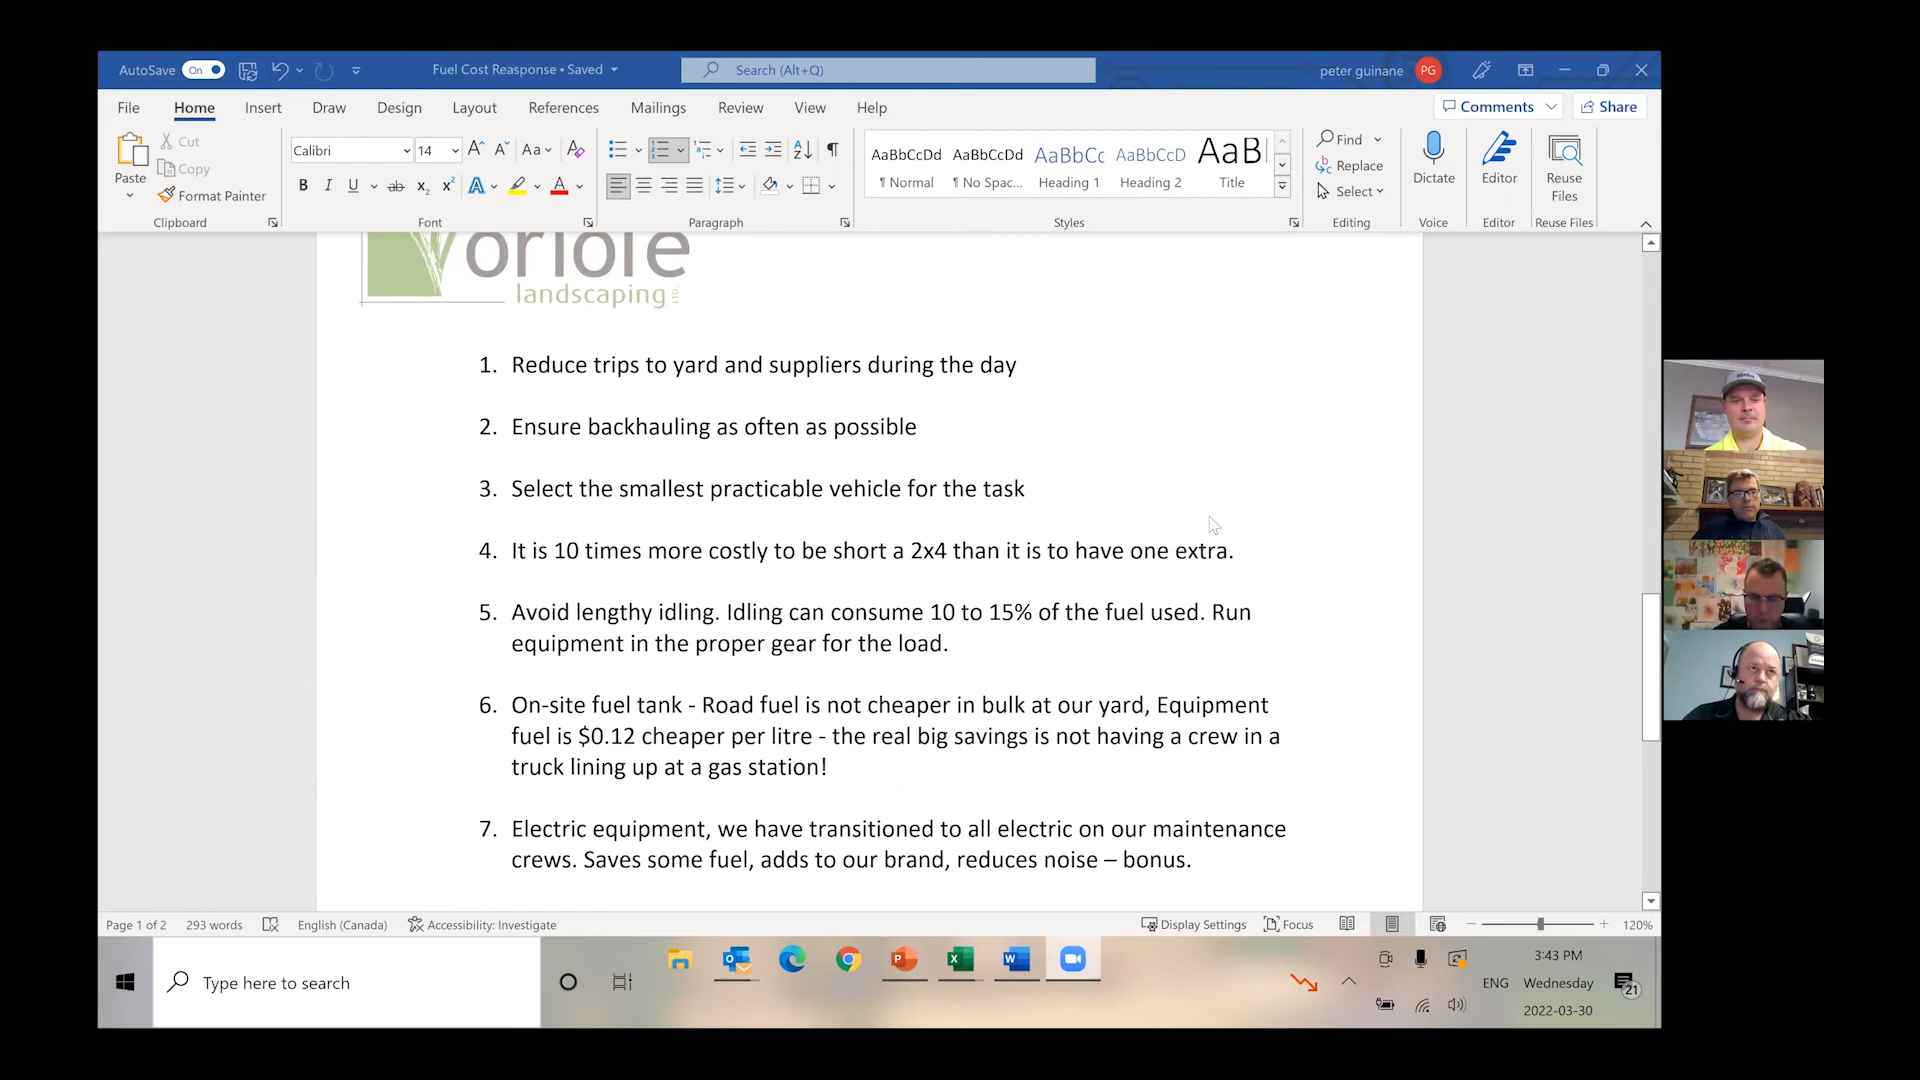 AutoSave On Fuel Cost Reasponse • Saved Search (Alt+Q) peter guinane PG
File Home Insert Draw Design Layout References Mailings Review View Help Comments Share
Paste Cut Copy Format Painter
Calibri 14
AaBbCcDd AaBbCcDd AaBbCc AaBbCcD AaB
¶ Normal ¶ No Spac... Heading 1 Heading 2 Title
Find Replace Select
Dictate Editor Reuse Files
Clipboard Font Paragraph Styles Editing Voice Editor Reuse Files
oriole
landscaping LTD.
1. Reduce trips to yard and suppliers during the day
2. Ensure backhauling as often as possible
3. Select the smallest practicable vehicle for the task
4. It is 10 times more costly to be short a 2x4 than it is to have one extra.
5. Avoid lengthy idling. Idling can consume 10 to 15% of the fuel used. Run
equipment in the proper gear for the load.
6. On-site fuel tank - Road fuel is not cheaper in bulk at our yard, Equipment
fuel is $0.12 cheaper per litre - the real big savings is not having a crew in a
truck lining up at a gas station!
7. Electric equipment, we have transitioned to all electric on our maintenance
crews. Saves some fuel, adds to our brand, reduces noise – bonus.
Page 1 of 2 293 words English (Canada) Accessibility: Investigate Display Settings Focus 120%
Type here to search
3:43 PM
ENG Wednesday 21
2022-03-30